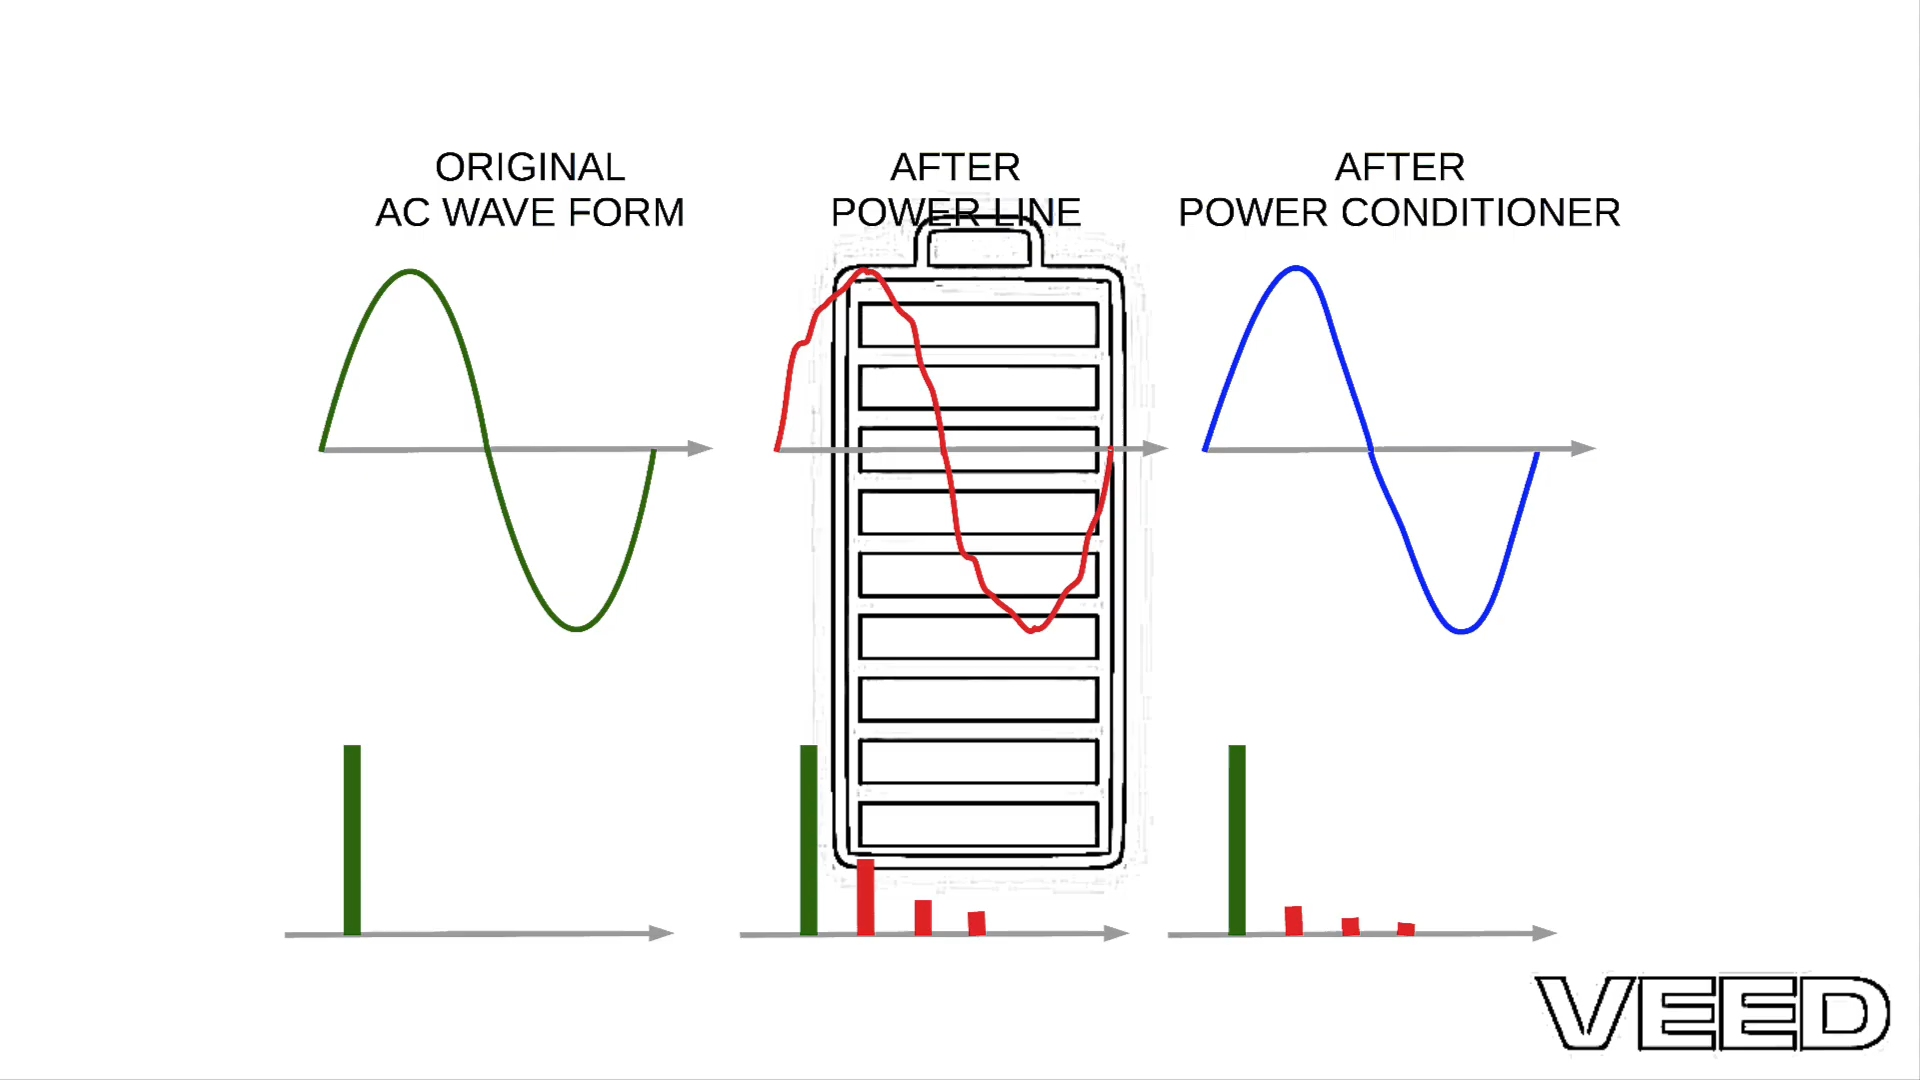 ORIGINAL
AC WAVE FORM
AFTER
POWER LINE
AFTER
POWER CONDITIONER
VEED